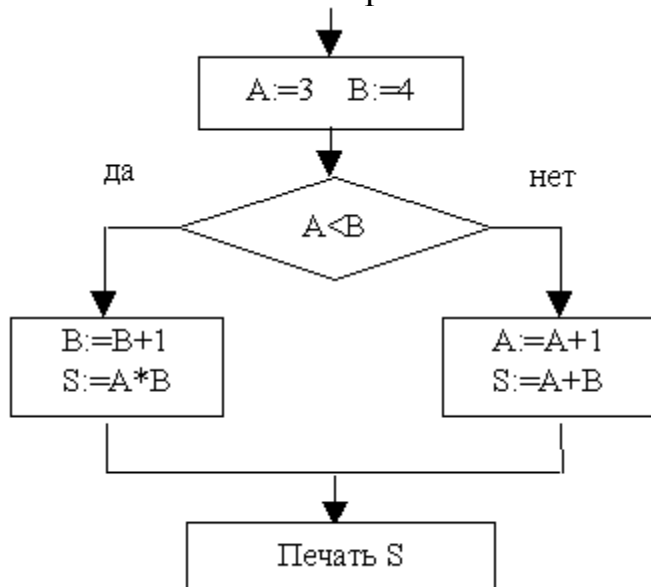 A:=3 B:=4
да
нет
A<B
B:=B+1
S:=A*B
A:=A+1
S:=A+B
Печать S